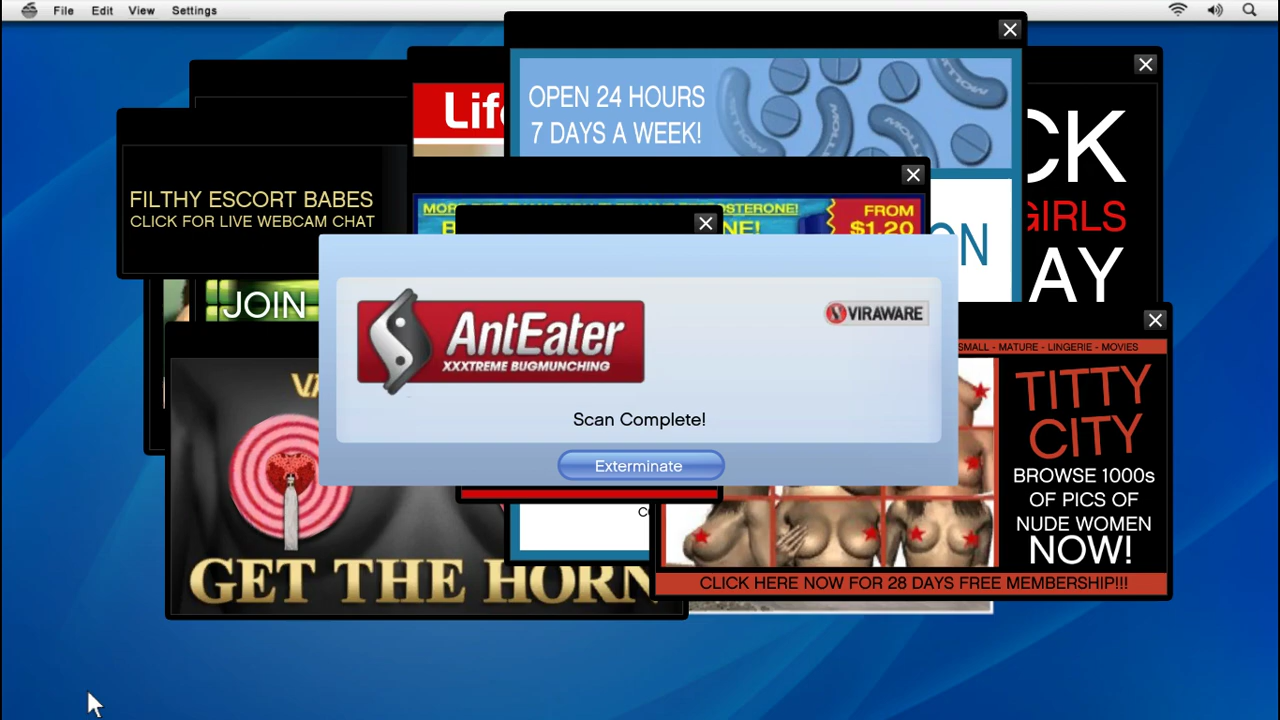 File Edit View Settings
OPEN 24 HOURS
7 DAYS A WEEK!
FILTHY ESCORT BABES
CLICK FOR LIVE WEBCAM CHAT
JOIN
FROM
$1.20
GIRLS
AntEater
XXXTREME BUGMUNCHING
VIRAWARE
Scan Complete!
Exterminate
SMALL - MATURE - LINGERIE - MOVIES
TITTY
CITY
BROWSE 1000s
OF PICS OF
NUDE WOMEN
NOW!
CLICK HERE NOW FOR 28 DAYS FREE MEMBERSHIP!!!
GET THE HORN